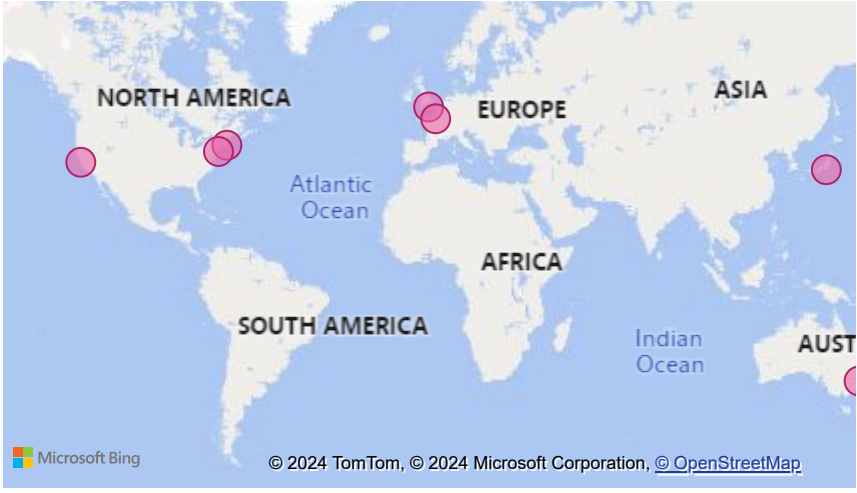 NORTH AMERICA
EUROPE
ASIA
Atlantic
Ocean
AFRICA
SOUTH AMERICA
Indian
Ocean
AUST
Microsoft Bing
© 2024 TomTom, © 2024 Microsoft Corporation, © OpenStreetMap